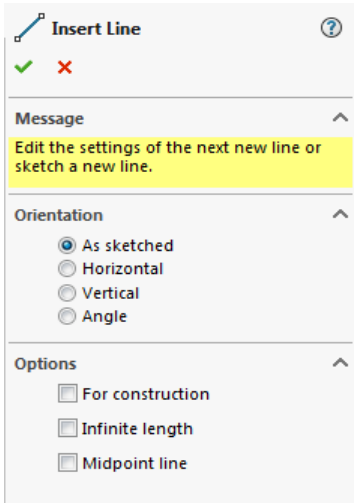 Insert Line
?
Message
Edit the settings of the next new line or
sketch a new line.
Orientation
As sketched
Horizontal
Vertical
Angle
Options
For construction
Infinite length
Midpoint line